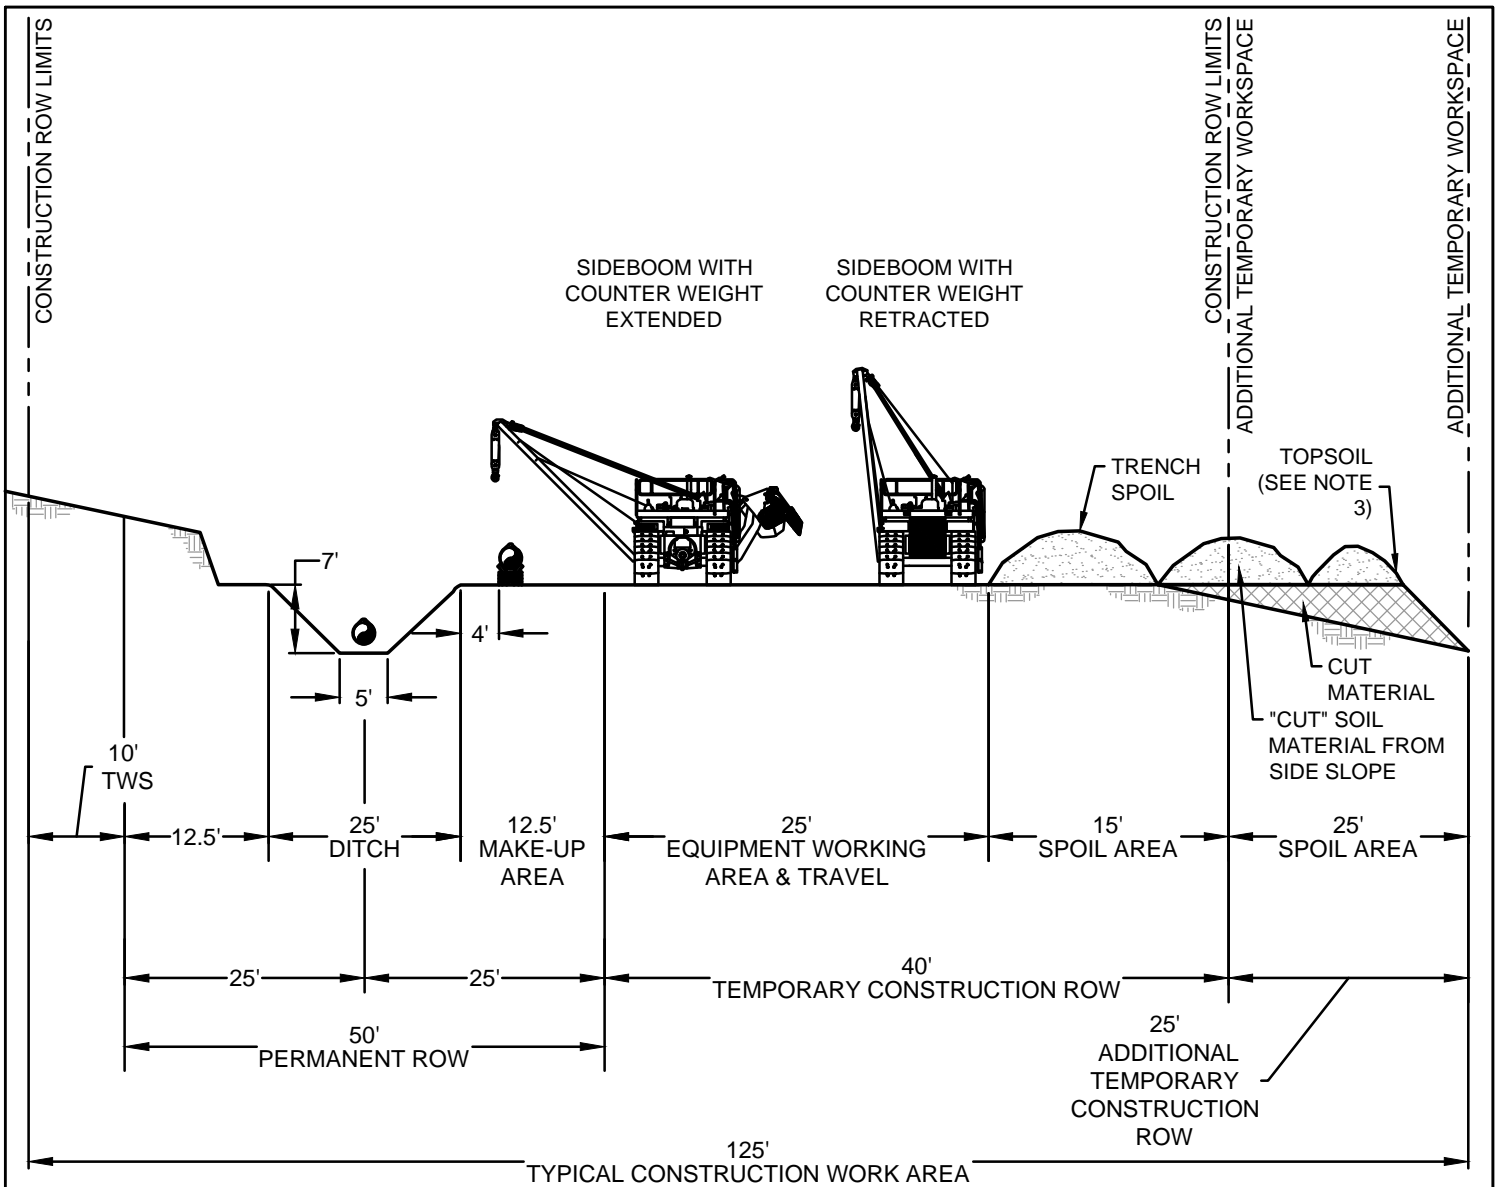 CONSTRUCTION ROW LIMITS
CONSTRUCTION ROW LIMITS
ADDITIONAL TEMPORARY WORKSPACE
ADDITIONAL TEMPORARY WORKSPACE
SIDEBOOM WITH
COUNTER WEIGHT
EXTENDED
SIDEBOOM WITH
COUNTER WEIGHT
RETRACTED
TRENCH
SPOIL
TOPSOIL
(SEE NOTE
3)
7'
4'
5'
CUT
MATERIAL
"CUT" SOIL
MATERIAL FROM
SIDE SLOPE
10'
TWS
12.5'
25'
DITCH
12.5'
MAKE-UP
AREA
25'
EQUIPMENT WORKING
AREA & TRAVEL
15'
SPOIL AREA
25'
SPOIL AREA
25'
25'
40'
TEMPORARY CONSTRUCTION ROW
50'
PERMANENT ROW
25'
ADDITIONAL
TEMPORARY
CONSTRUCTION
ROW
125'
TYPICAL CONSTRUCTION WORK AREA